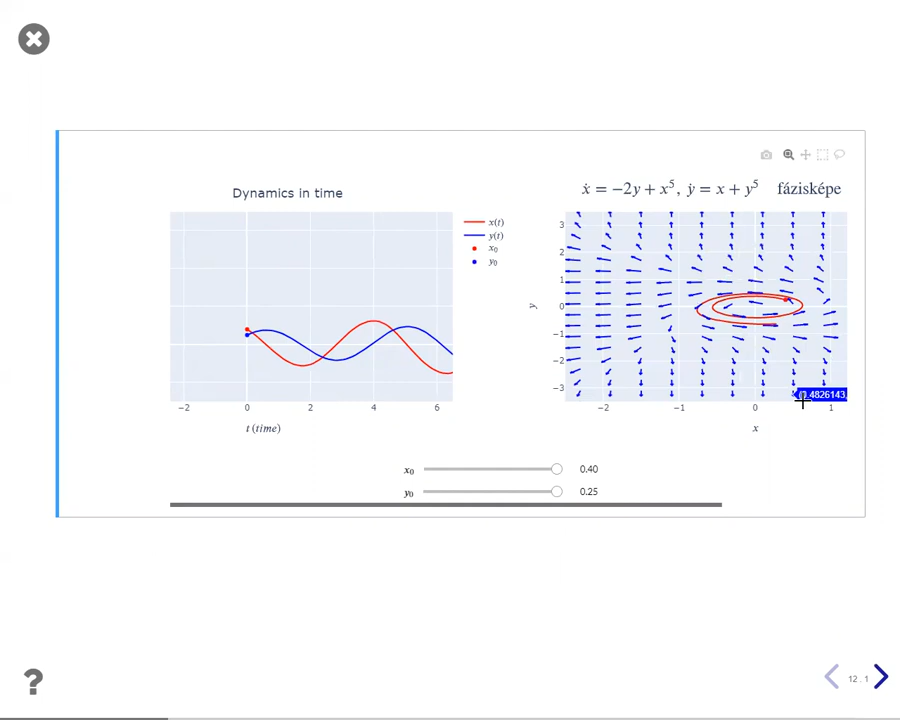 Dynamics in time
ẋ = −2y + x⁵, ẏ = x + y⁵ fázisképe
x(t)
y(t)
x₀
y₀
3
2
1
0
−1
−2
−3
y
−2 0 2 4 6
t (time)
−2 −1 0 1
x
x₀ 0.40
y₀ 0.25
?
12 . 1